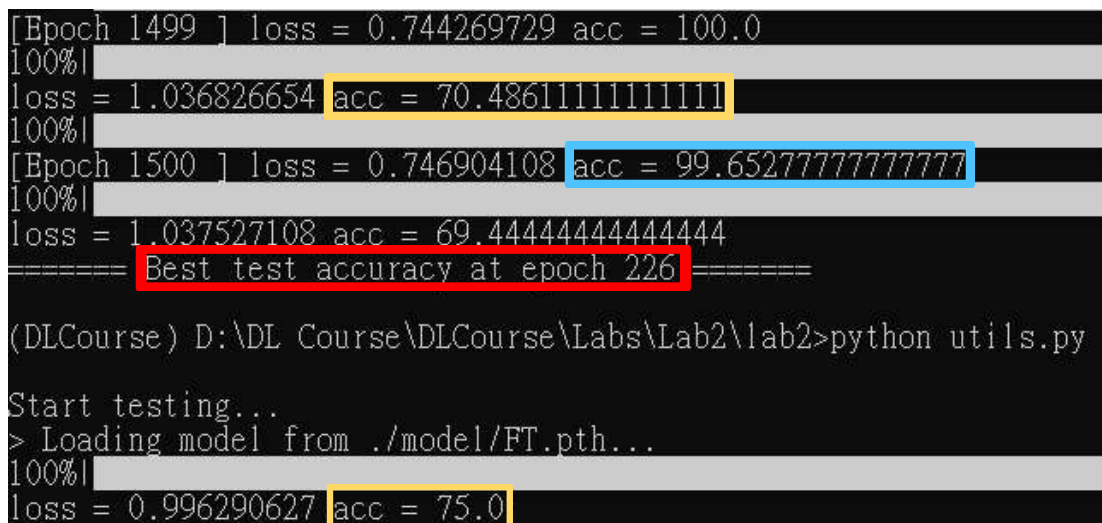 [Epoch 1499 ] loss = 0.744269729 acc = 100.0
100%|
loss = 1.036826654 acc = 70.48611111111111
100%|
[Epoch 1500 ] loss = 0.746904108 acc = 99.65277777777777
100%|
loss = 1.037527108 acc = 69.44444444444444
======= Best test accuracy at epoch 226 =======
(DLCourse) D:\DL Course\DLCourse\Labs\Lab2\lab2>python utils.py
Start testing...
> Loading model from ./model/FT.pth...
100%|
loss = 0.996290627 acc = 75.0